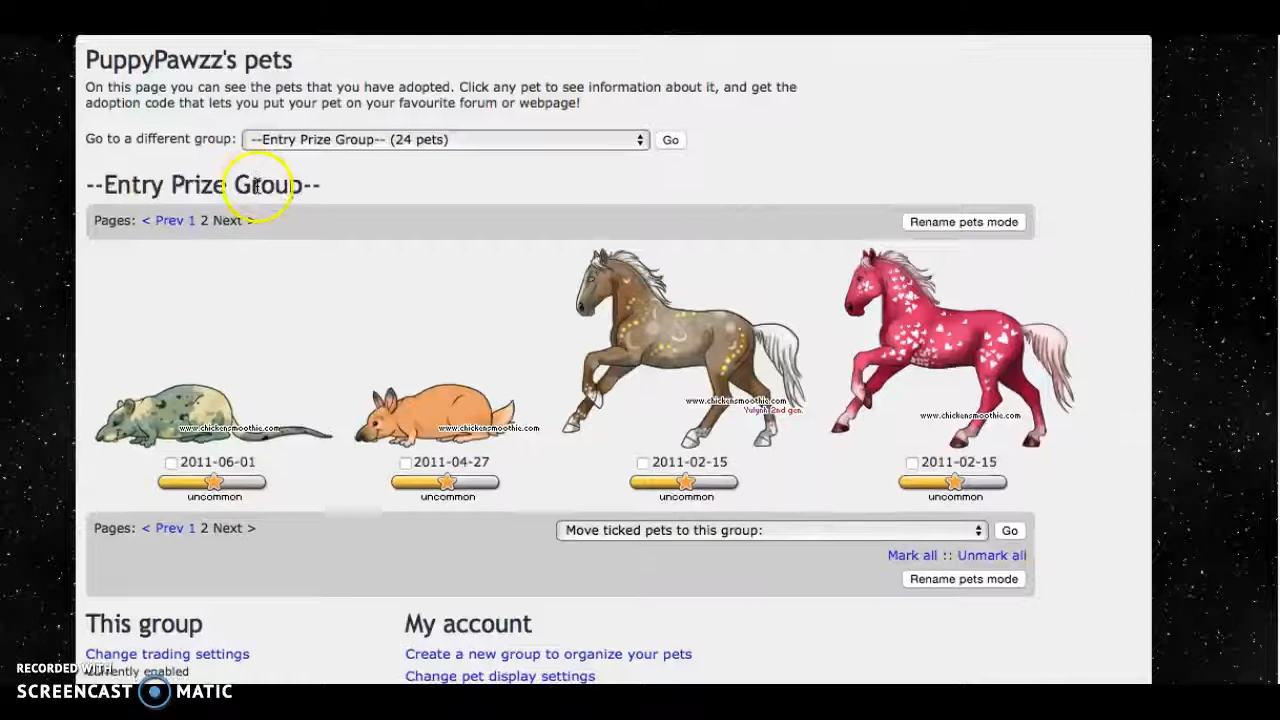 PuppyPawzz's pets
On this page you can see the pets that you have adopted. Click any pet to see information about it, and get the
adoption code that lets you put your pet on your favourite forum or webpage!
Go to a different group: --Entry Prize Group-- (24 pets) Go
--Entry Prize Group--
Pages: < Prev 1 2 Next > Rename pets mode
www.chickensmoothie.com www.chickensmoothie.com www.chickensmoothie.com www.chickensmoothie.com
2nd gen.
2011-06-01 2011-04-27 2011-02-15 2011-02-15
uncommon uncommon uncommon uncommon
Pages: < Prev 1 2 Next > Move ticked pets to this group: Go
Mark all :: Unmark all
Rename pets mode
This group My account
Change trading settings Create a new group to organize your pets
Currently enabled Change pet display settings
RECORDED WITH
SCREENCAST MATIC